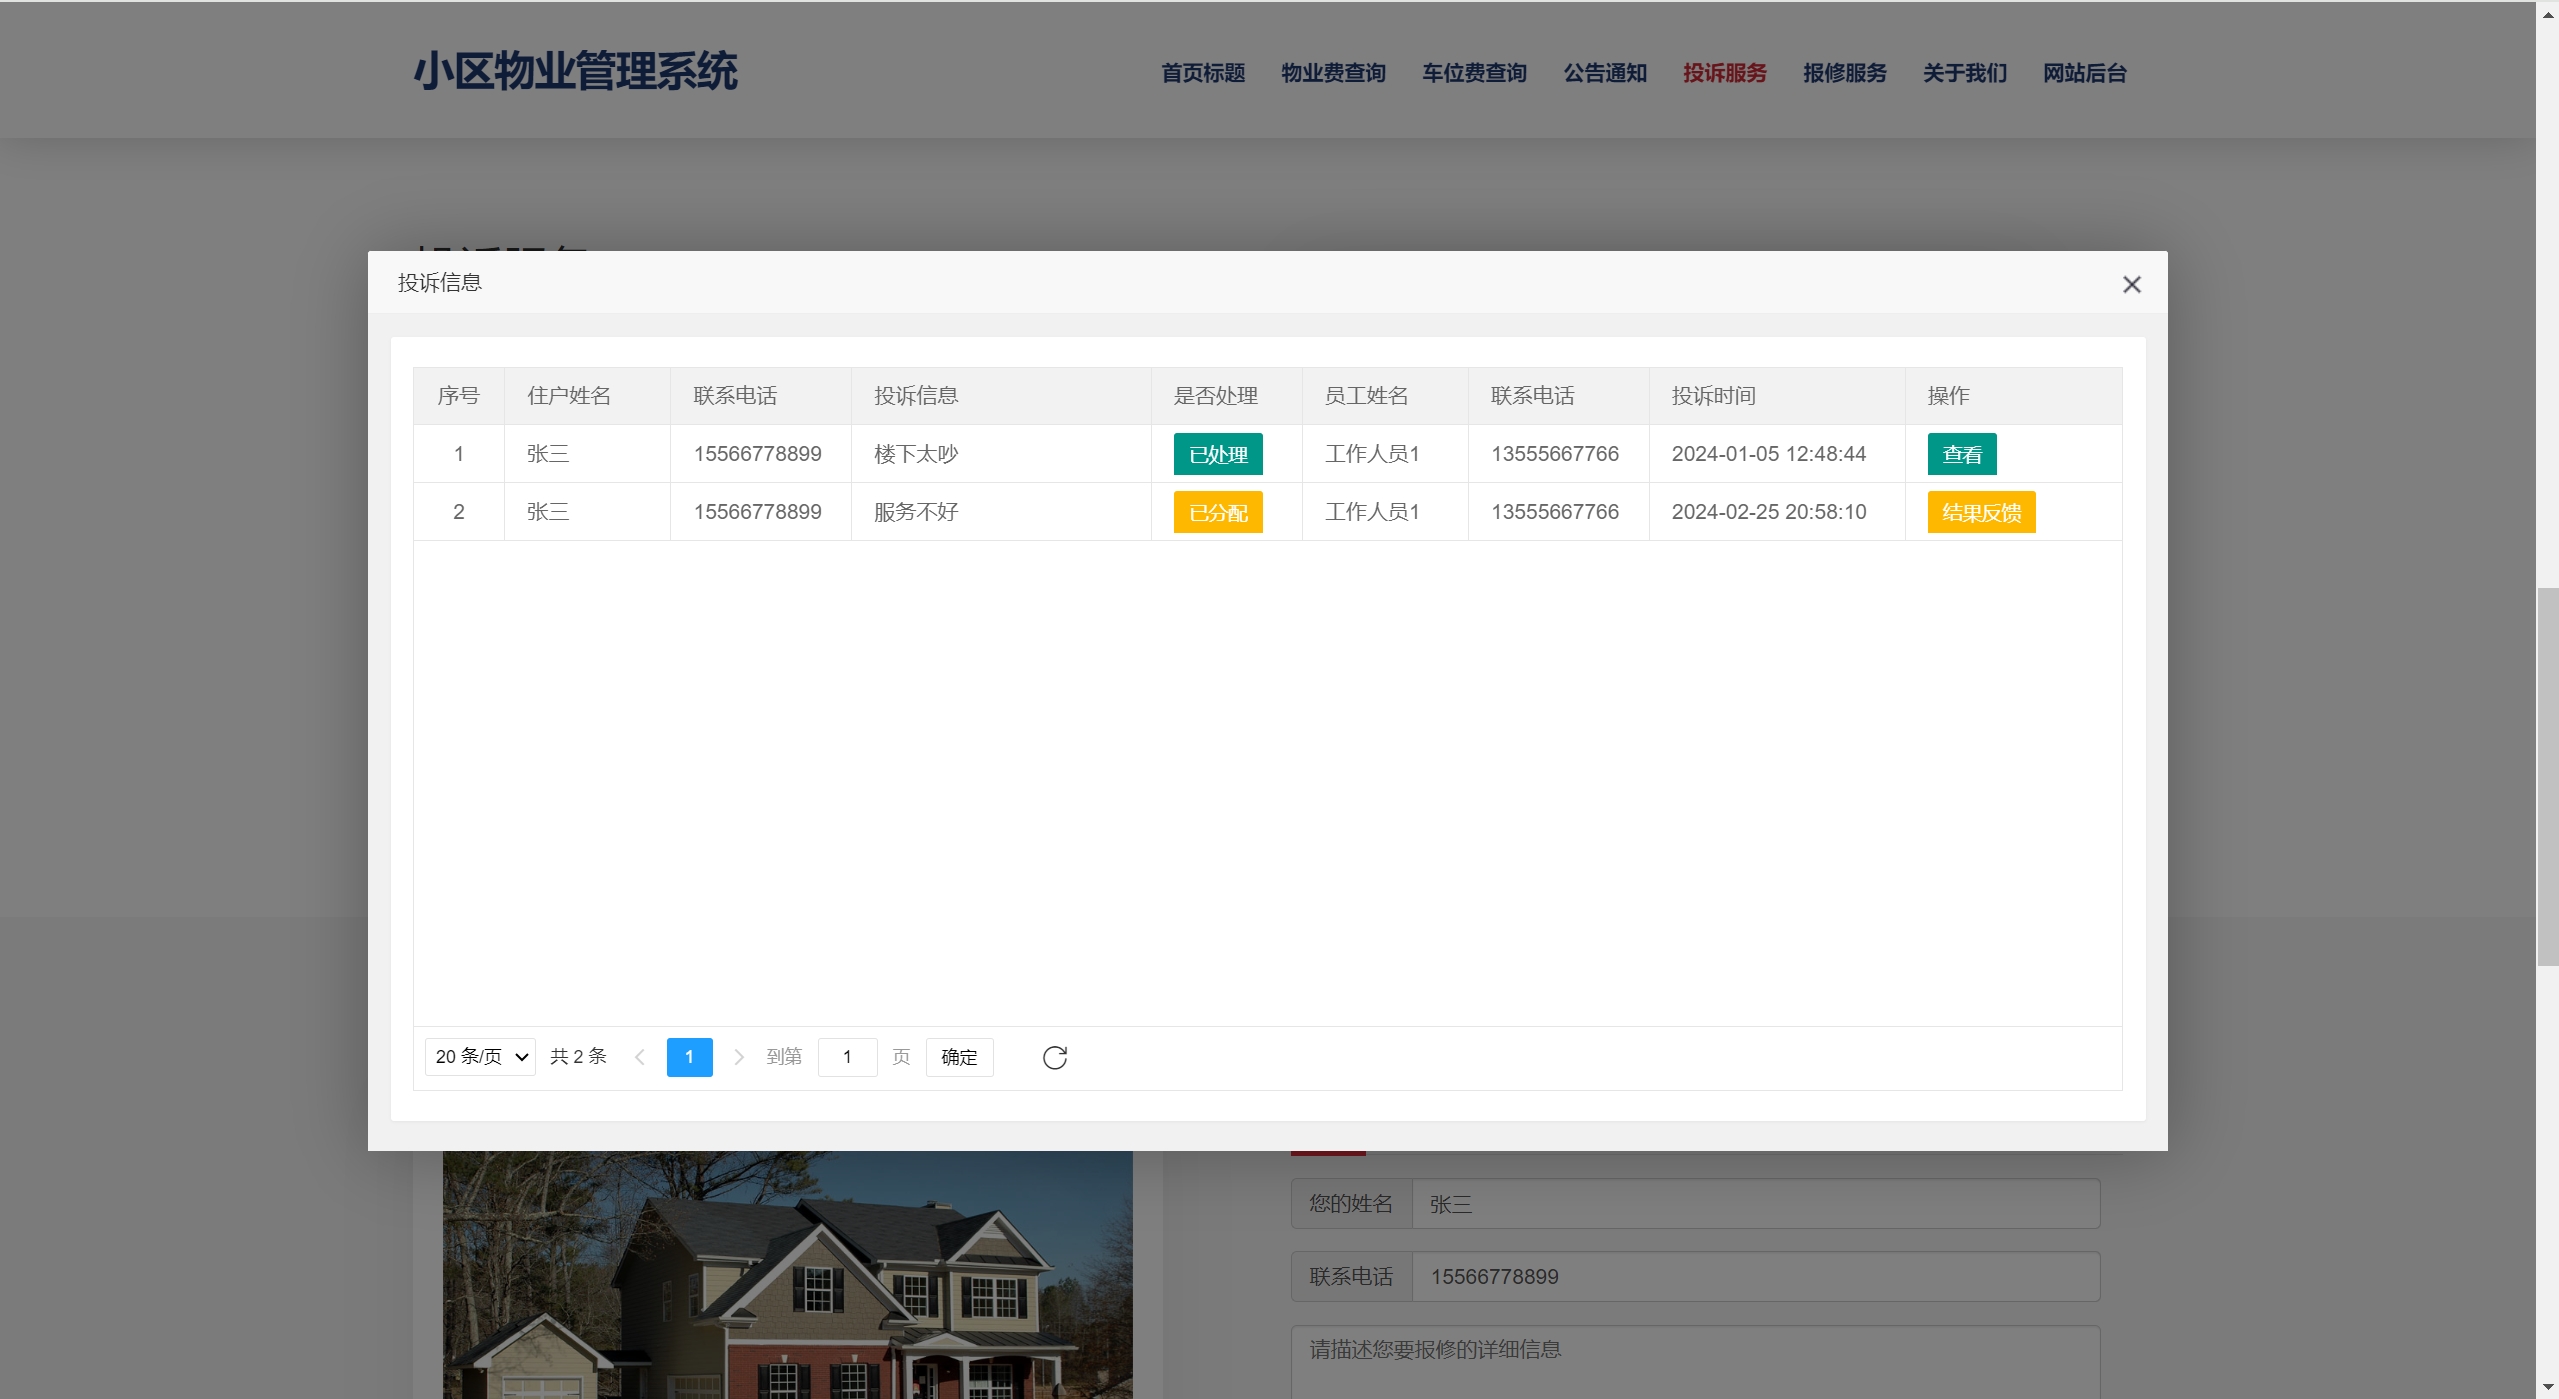 小区物业管理系统
首页标题 物业费查询 车位费查询 公告通知 投诉服务 报修服务 关于我们 网站后台
投诉信息
序号 住户姓名 联系电话 投诉信息 是否处理 员工姓名 联系电话 投诉时间 操作
1 张三 15566778899 楼下太吵 已处理 工作人员1 13555667766 2024-01-05 12:48:44 查看
2 张三 15566778899 服务不好 已分配 工作人员1 13555667766 2024-02-25 20:58:10 结果反馈
20 条/页 共 2 条 1 到第 1 页 确定
您的姓名 张三
联系电话 15566778899
请描述您要报修的详细信息